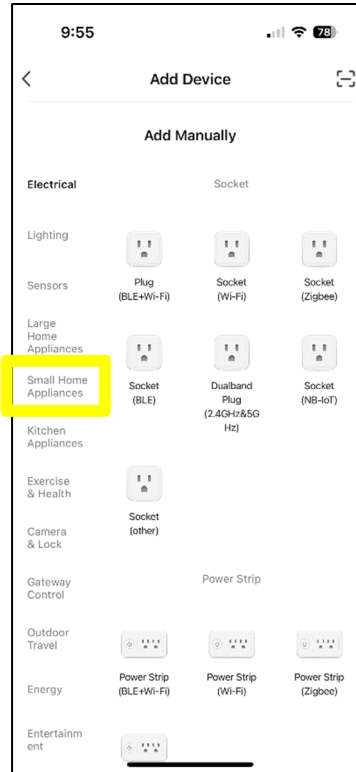 9:55
78
Add Device
Add Manually
Electrical
Lighting
Sensors
Large
Home
Appliances
Small Home
Appliances
Kitchen
Appliances
Exercise
& Health
Camera
& Lock
Gateway
Control
Outdoor
Travel
Energy
Entertainm
ent
Socket
Plug
(BLE+Wi-Fi)
Socket
(Wi-Fi)
Socket
(Zigbee)
Socket
(BLE)
Dualband
Plug
(2.4GHz&5G
Hz)
Socket
(NB-IoT)
Socket
(other)
Power Strip
Power Strip
(BLE+Wi-Fi)
Power Strip
(Wi-Fi)
Power Strip
(Zigbee)